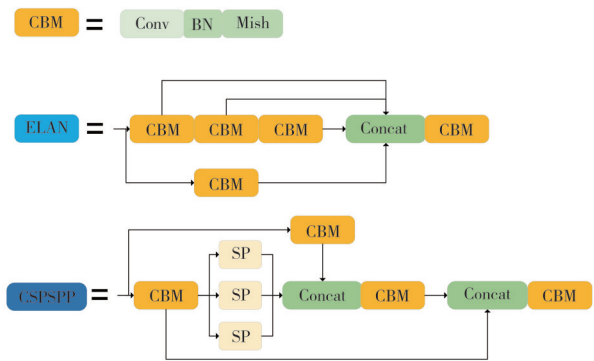 CBM = Conv BN Mish
ELAN = CBM CBM CBM Concat CBM
CBM
CBM
SP
CSPSPP = CBM SP Concat CBM Concat CBM
SP